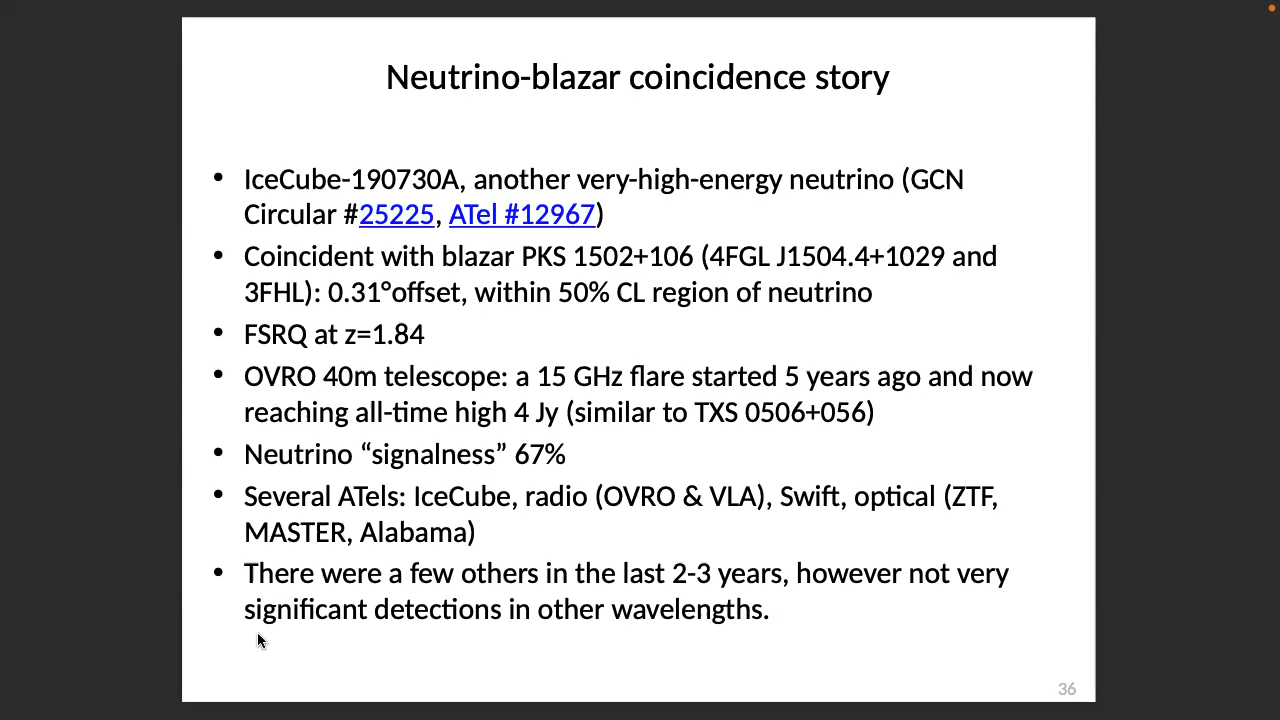 Neutrino-blazar coincidence story
• IceCube-190730A, another very-high-energy neutrino (GCN
Circular #25225, ATel #12967)
• Coincident with blazar PKS 1502+106 (4FGL J1504.4+1029 and
3FHL): 0.31°offset, within 50% CL region of neutrino
• FSRQ at z=1.84
• OVRO 40m telescope: a 15 GHz flare started 5 years ago and now
reaching all-time high 4 Jy (similar to TXS 0506+056)
• Neutrino “signalness” 67%
• Several ATels: IceCube, radio (OVRO & VLA), Swift, optical (ZTF,
MASTER, Alabama)
• There were a few others in the last 2-3 years, however not very
significant detections in other wavelengths.
36